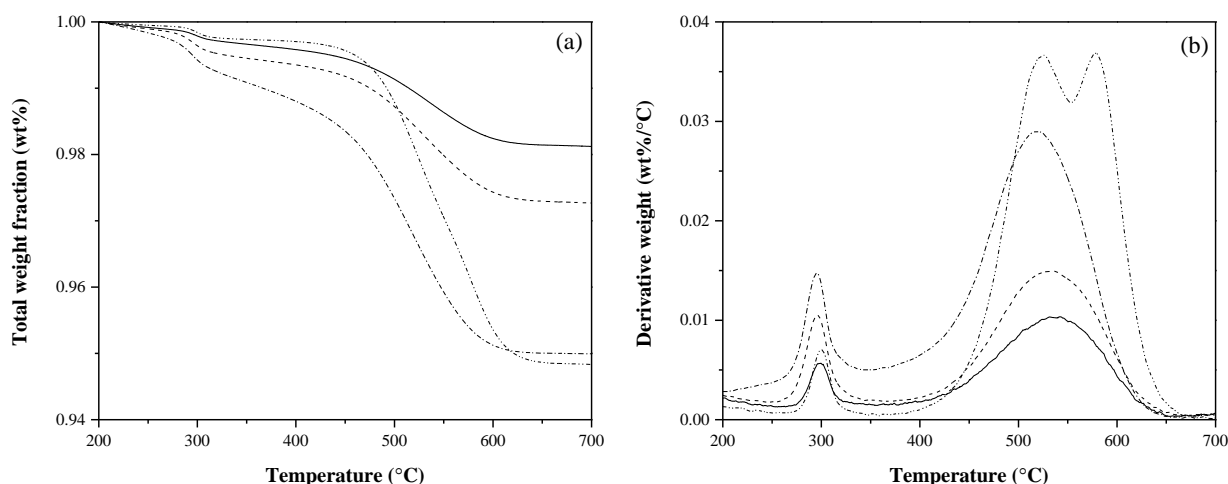 (a)
Total weight fraction (wt%)
1.00
0.98
0.96
0.94
200 300 400 500 600 700
Temperature (°C)
(b)
Derivative weight (wt%/°C)
0.04
0.03
0.02
0.01
0.00
200 300 400 500 600 700
Temperature (°C)